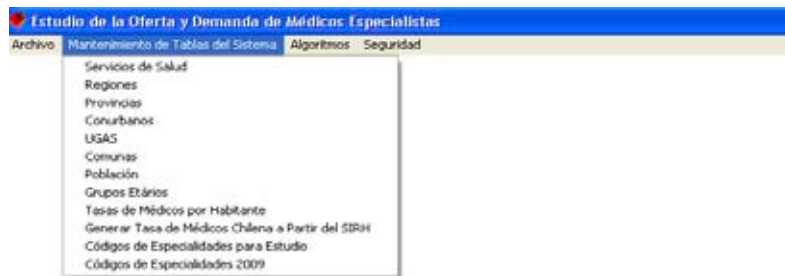 Estudio de la Oferta y Demanda de Médicos Especialistas
Archivo Mantenimiento de Tablas del Sistema Algoritmos Seguridad
Servicios de Salud
Regiones
Provincias
Conurbanos
UGAS
Comunas
Población
Grupos Etários
Tasas de Médicos por Habitante
Generar Tasa de Médicos Chilena a Partir del SIRH
Códigos de Especialidades para Estudio
Códigos de Especialidades 2009